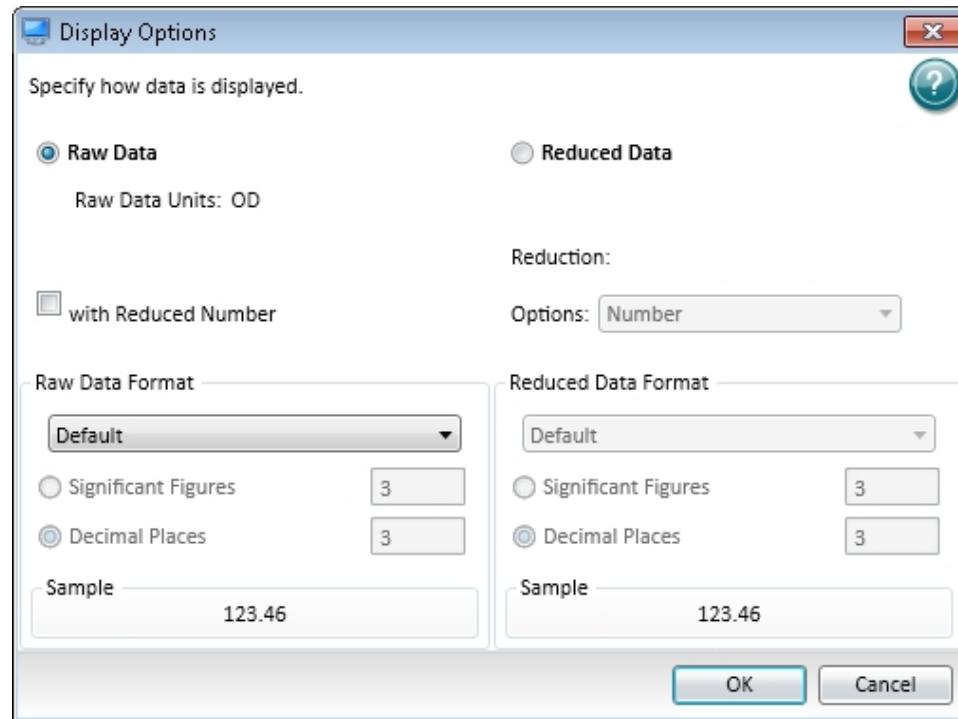 Display Options
Specify how data is displayed.
?
Raw Data
Raw Data Units: OD
with Reduced Number
Reduced Data
Reduction:
Options: Number
Raw Data Format
Default
Significant Figures 3
Decimal Places 3
Sample
123.46
Reduced Data Format
Default
Significant Figures 3
Decimal Places 3
Sample
123.46
OK Cancel